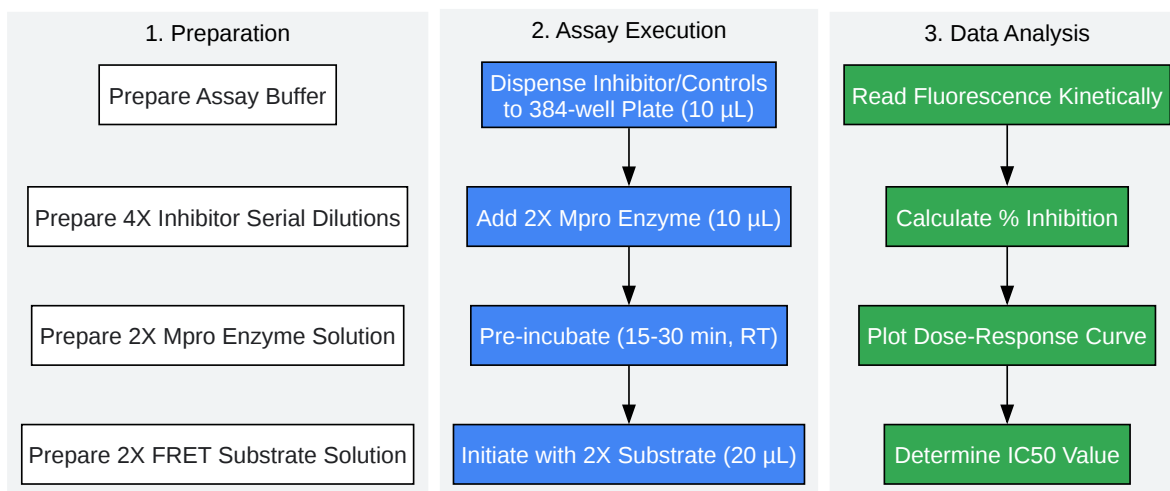 1. Preparation
Prepare Assay Buffer
Prepare 4X Inhibitor Serial Dilutions
Prepare 2X Mpro Enzyme Solution
Prepare 2X FRET Substrate Solution
2. Assay Execution
Dispense Inhibitor/Controls
to 384-well Plate (10 µL)
Add 2X Mpro Enzyme (10 µL)
Pre-incubate (15-30 min, RT)
Initiate with 2X Substrate (20 µL)
3. Data Analysis
Read Fluorescence Kinetically
Calculate % Inhibition
Plot Dose-Response Curve
Determine IC50 Value